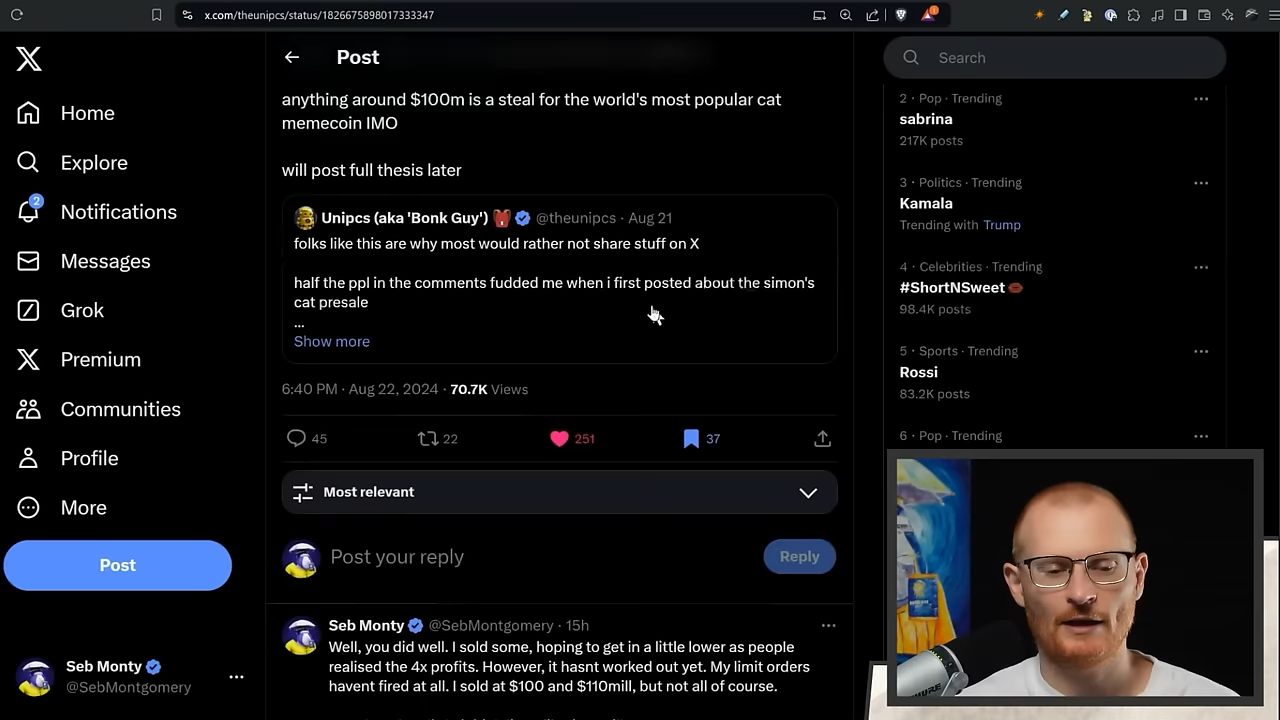 x.com/theunipcs/status/1826675898017333347
Post
Search
Home
Explore
2
Notifications
Messages
Grok
Premium
Communities
Profile
More
Post
Seb Monty
@SebMontgomery
anything around $100m is a steal for the world's most popular cat
memecoin IMO
will post full thesis later
Unipcs (aka 'Bonk Guy') @theunipcs · Aug 21
folks like this are why most would rather not share stuff on X
half the ppl in the comments fudded me when i first posted about the simon's
cat presale
...
Show more
6:40 PM · Aug 22, 2024 · 70.7K Views
45 22 251 37
Most relevant
Post your reply
Reply
Seb Monty @SebMontgomery · 15h
Well, you did well. I sold some, hoping to get in a little lower as people
realised the 4x profits. However, it hasnt worked out yet. My limit orders
havent fired at all. I sold at $100 and $110mill, but not all of course.
2 · Pop · Trending
sabrina
217K posts
3 · Politics · Trending
Kamala
Trending with Trump
4 · Celebrities · Trending
#ShortNSweet
98.4K posts
5 · Sports · Trending
Rossi
83.2K posts
6 · Pop · Trending